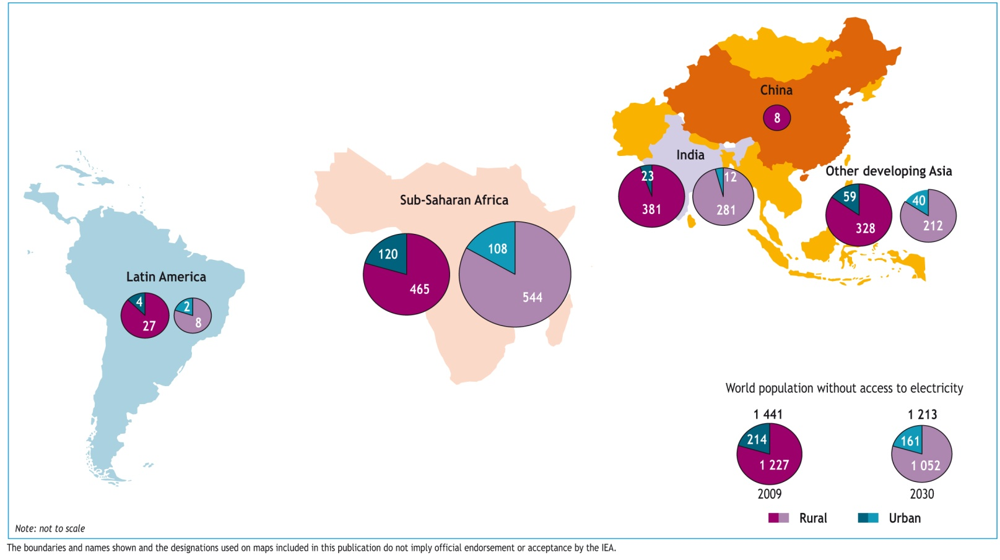 China
8
India
23
381
12
281
Other developing Asia
59
328
40
212
Sub-Saharan Africa
120
465
108
544
Latin America
4
27
2
8
World population without access to electricity
1 441
1 213
214
1 227
161
1 052
2009
2030
Rural
Urban
Note: not to scale
The boundaries and names shown and the designations used on maps included in this publication do not imply official endorsement or acceptance by the IEA.